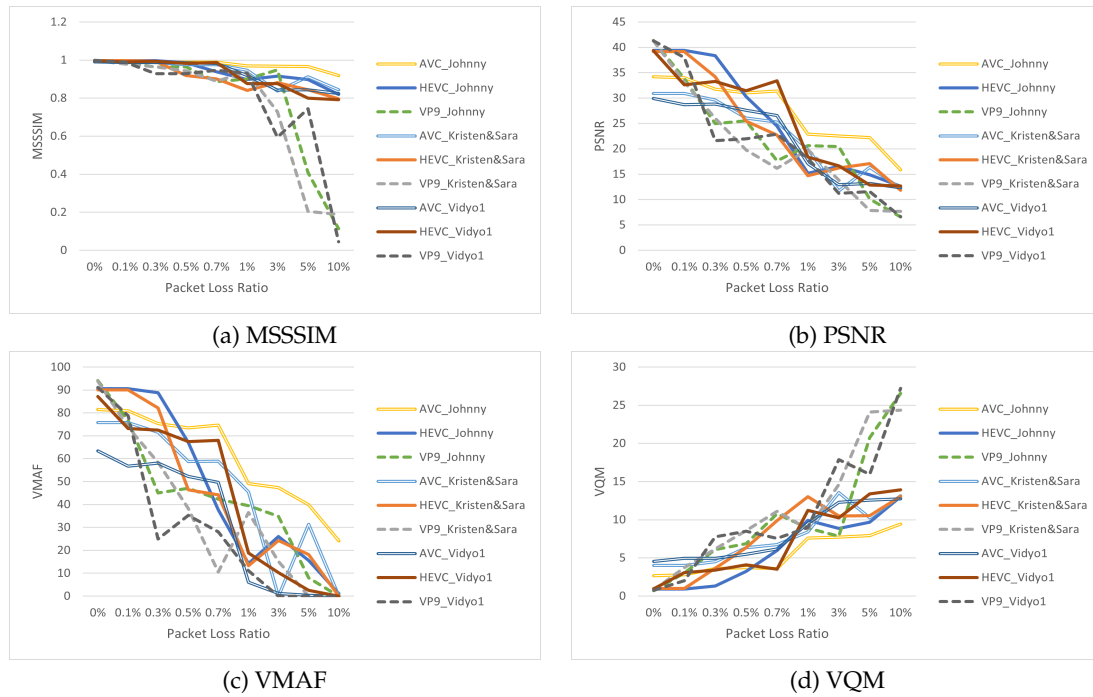 1.2
1
0.8
0.6
0.4
0.2
0
MSSSIM
0% 0.1% 0.3% 0.5% 0.7% 1% 3% 5% 10%
Packet Loss Ratio
AVC_Johnny
HEVC_Johnny
VP9_Johnny
AVC_Kristen&Sara
HEVC_Kristen&Sara
VP9_Kristen&Sara
AVC_Vidyo1
HEVC_Vidyo1
VP9_Vidyo1
(a) MSSSIM
45
40
35
30
25
20
15
10
5
0
PSNR
0% 0.1% 0.3% 0.5% 0.7% 1% 3% 5% 10%
Packet Loss Ratio
AVC_Johnny
HEVC_Johnny
VP9_Johnny
AVC_Kristen&Sara
HEVC_Kristen&Sara
VP9_Kristen&Sara
AVC_Vidyo1
HEVC_Vidyo1
VP9_Vidyo1
(b) PSNR
100
90
80
70
60
50
40
30
20
10
0
VMAF
0% 0.1% 0.3% 0.5% 0.7% 1% 3% 5% 10%
Packet Loss Ratio
AVC_Johnny
HEVC_Johnny
VP9_Johnny
AVC_Kristen&Sara
HEVC_Kristen&Sara
VP9_Kristen&Sara
AVC_Vidyo1
HEVC_Vidyo1
VP9_Vidyo1
(c) VMAF
30
25
20
15
10
5
0
VQM
0% 0.1% 0.3% 0.5% 0.7% 1% 3% 5% 10%
Packet Loss Ratio
AVC_Johnny
HEVC_Johnny
VP9_Johnny
AVC_Kristen&Sara
HEVC_Kristen&Sara
VP9_Kristen&Sara
AVC_Vidyo1
HEVC_Vidyo1
VP9_Vidyo1
(d) VQM